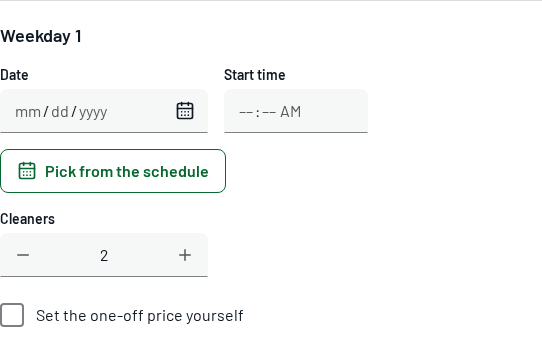 Weekday 1
Date Start time
mm/dd/yyyy --:-- AM
Pick from the schedule
Cleaners
2
Set the one-off price yourself